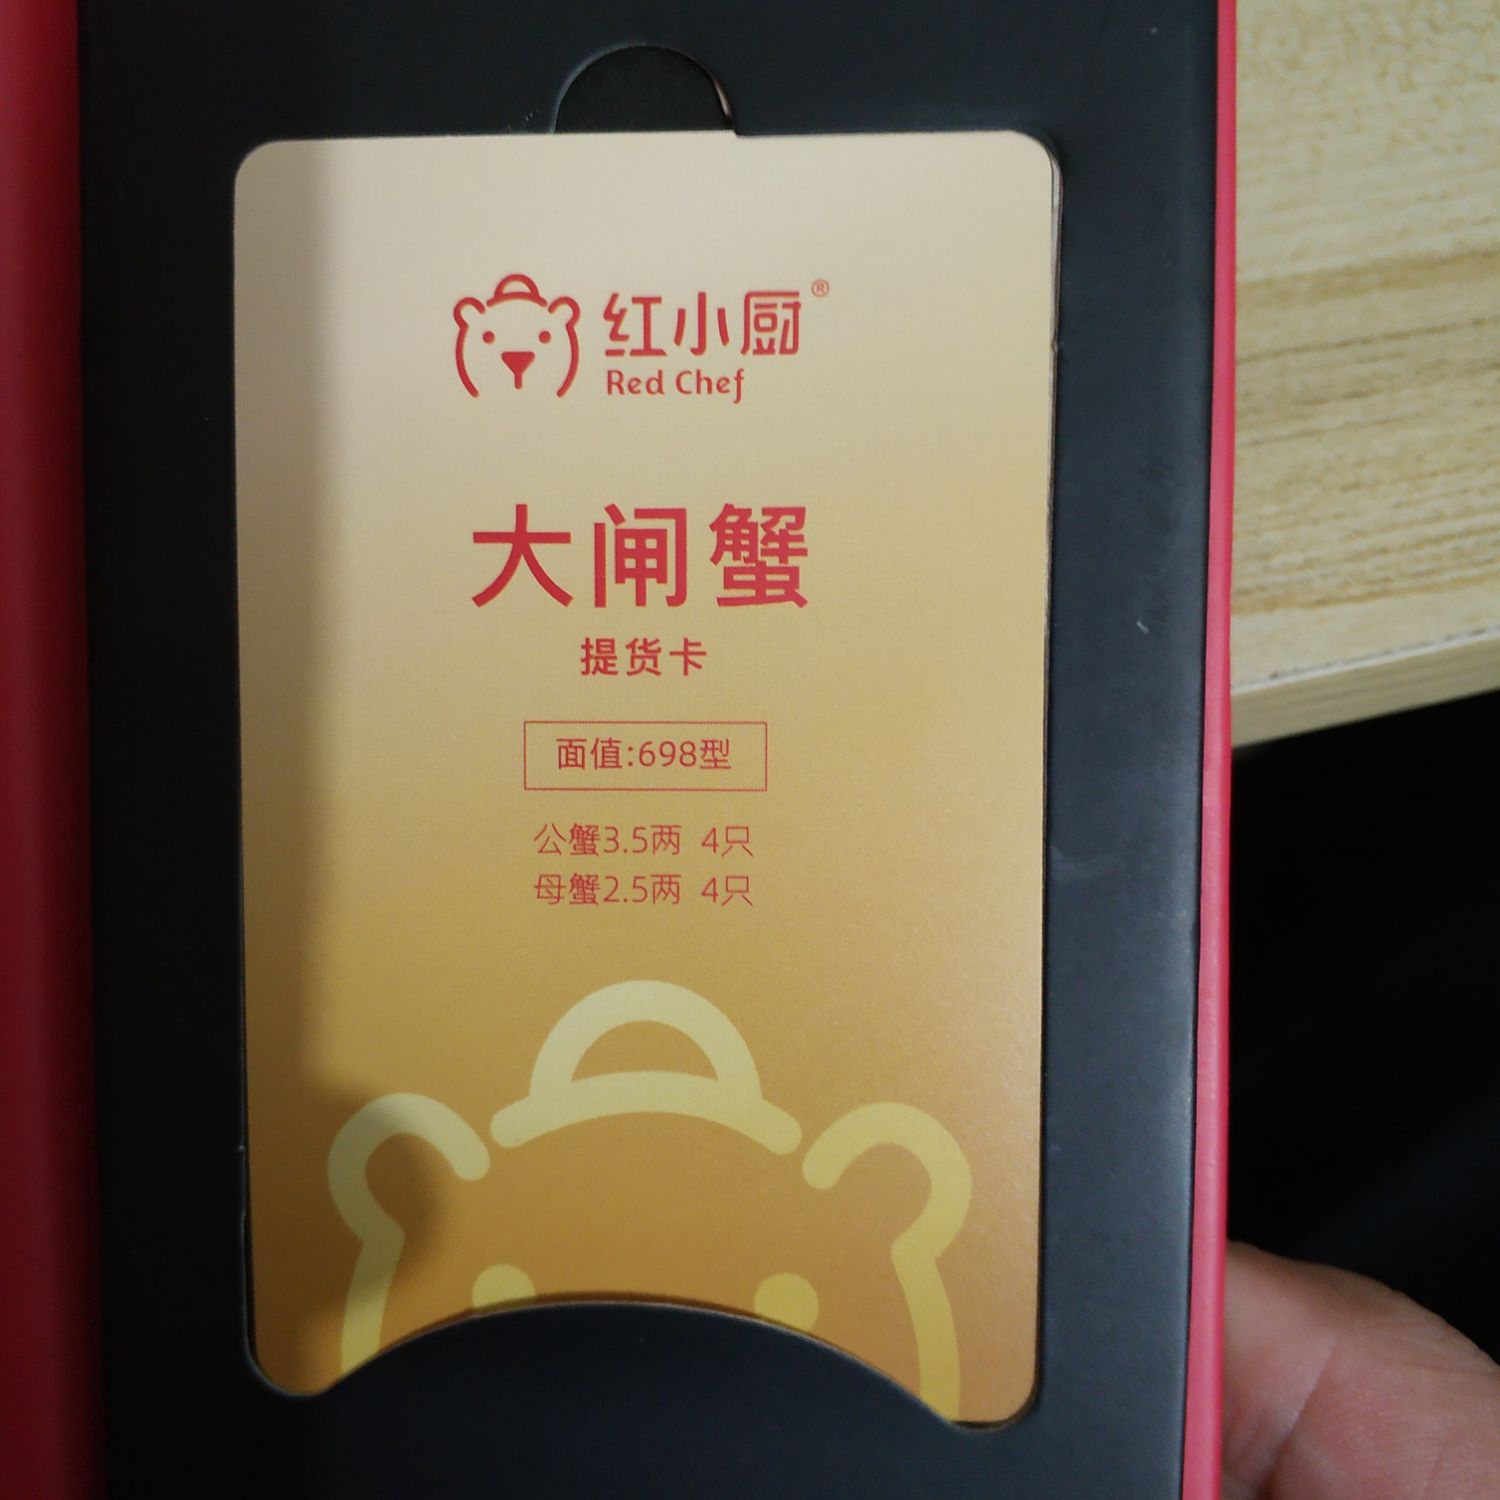 红小厨®
Red Chef
大闸蟹
提货卡
面值:698型
公蟹3.5两 4只
母蟹2.5两 4只